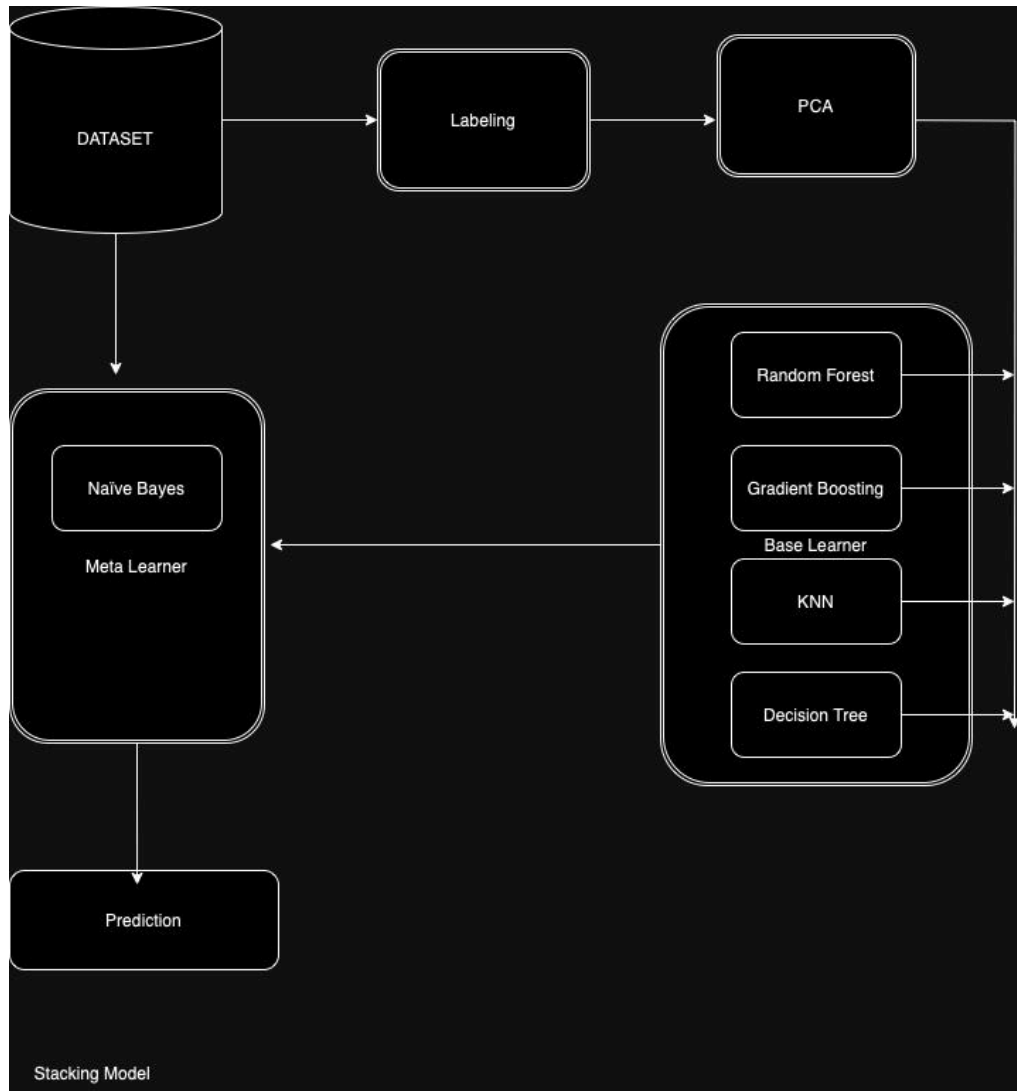 DATASET
Labeling
PCA
Random Forest
Gradient Boosting
Base Learner
KNN
Decision Tree
Naïve Bayes
Meta Learner
Prediction
Stacking Model